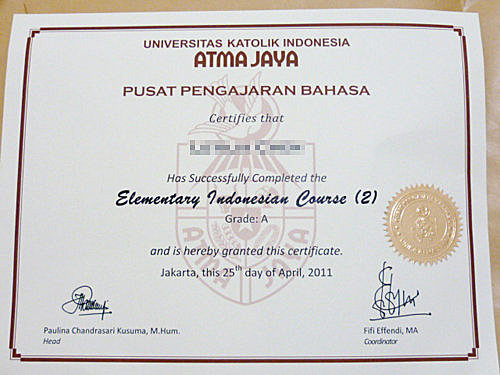 UNIVERSITAS KATOLIK INDONESIA
ATMA JAYA
PUSAT PENGAJARAN BAHASA
Certifies that
Has Successfully Completed the
Elementary Indonesian Course (2)
Grade: A
and is hereby granted this certificate.
Jakarta, this 25th day of April, 2011
Paulina Chandrasari Kusuma, M.Hum.
Head
Fifi Effendi, MA
Coordinator
ATMA JAYA